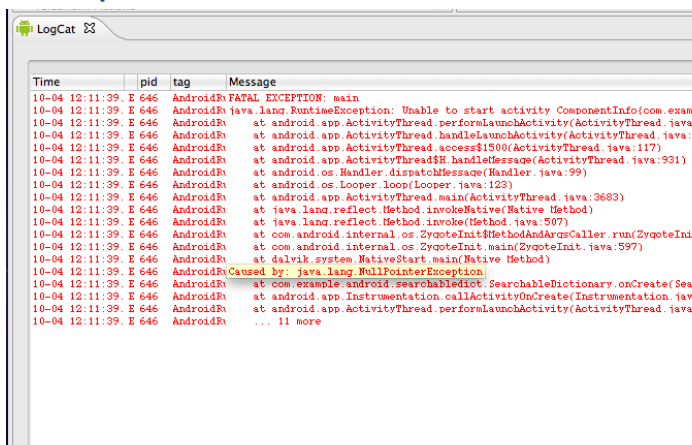 LogCat
Time pid tag Message
10-04 12:11:39. E 646 AndroidRu FATAL EXCEPTION: main
10-04 12:11:39. E 646 AndroidRu java.lang.RuntimeException: Unable to start activity ComponentInfo{com.exam
10-04 12:11:39. E 646 AndroidRu at android.app.ActivityThread.performLaunchActivity(ActivityThread.java
10-04 12:11:39. E 646 AndroidRu at android.app.ActivityThread.handleLaunchActivity(ActivityThread.java:
10-04 12:11:39. E 646 AndroidRu at android.app.ActivityThread.access$1500(ActivityThread.java:117)
10-04 12:11:39. E 646 AndroidRu at android.app.ActivityThread$H.handleMessage(ActivityThread.java:931)
10-04 12:11:39. E 646 AndroidRu at android.os.Handler.dispatchMessage(Handler.java:99)
10-04 12:11:39. E 646 AndroidRu at android.os.Looper.loop(Looper.java:123)
10-04 12:11:39. E 646 AndroidRu at android.app.ActivityThread.main(ActivityThread.java:3683)
10-04 12:11:39. E 646 AndroidRu at java.lang.reflect.Method.invokeNative(Native Method)
10-04 12:11:39. E 646 AndroidRu at java.lang.reflect.Method.invoke(Method.java:507)
10-04 12:11:39. E 646 AndroidRu at com.android.internal.os.ZygoteInit$MethodAndArgsCaller.run(ZygoteIni
10-04 12:11:39. E 646 AndroidRu at com.android.internal.os.ZygoteInit.main(ZygoteInit.java:597)
10-04 12:11:39. E 646 AndroidRu at dalvik.system.NativeStart.main(Native Method)
10-04 12:11:39. E 646 AndroidRu Caused by: java.lang.NullPointerException
10-04 12:11:39. E 646 AndroidRu at com.example.android.searchabledict.SearchableDictionary.onCreate(Sea
10-04 12:11:39. E 646 AndroidRu at android.app.Instrumentation.callActivityOnCreate(Instrumentation.jav
10-04 12:11:39. E 646 AndroidRu at android.app.ActivityThread.performLaunchActivity(ActivityThread.java
10-04 12:11:39. E 646 AndroidRu ... 11 more